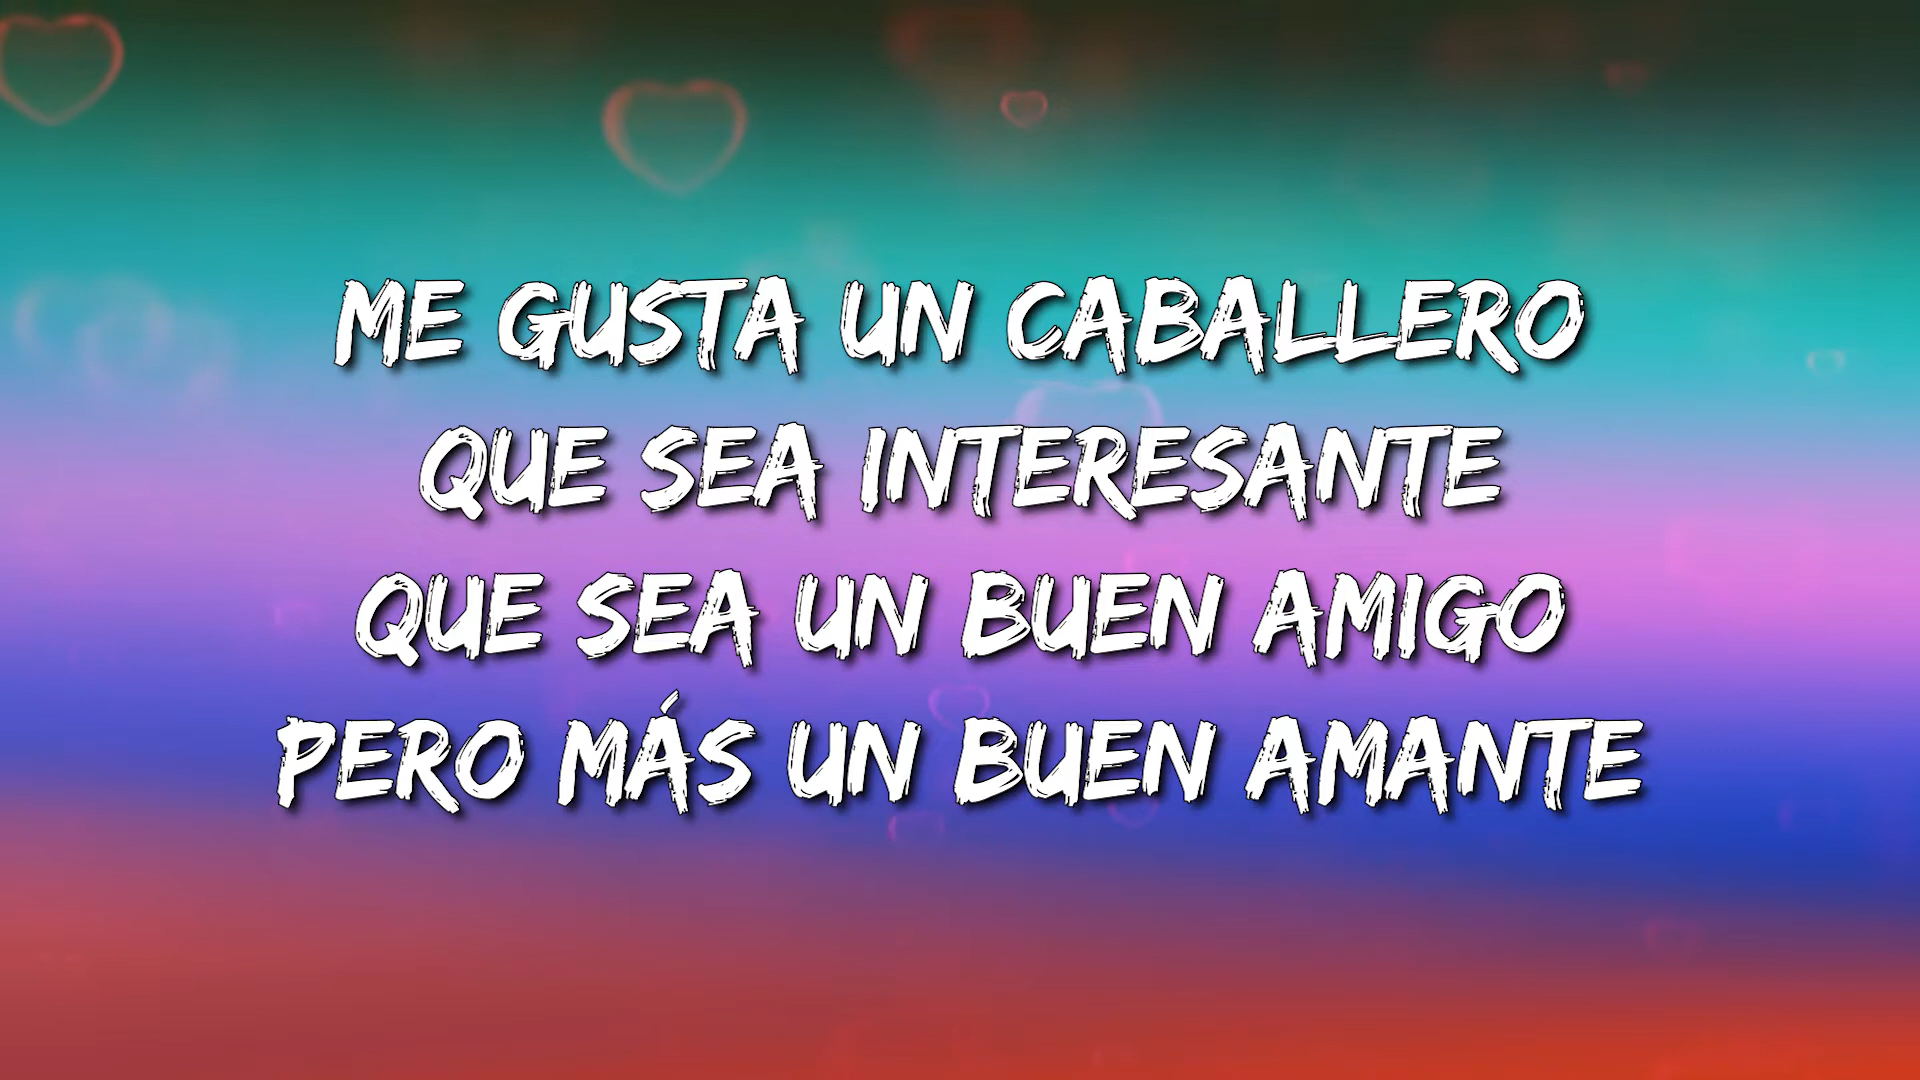 ME GUSTA UN CABALLERO
QUE SEA INTERESANTE
QUE SEA UN BUEN AMIGO
PERO MÁS UN BUEN AMANTE